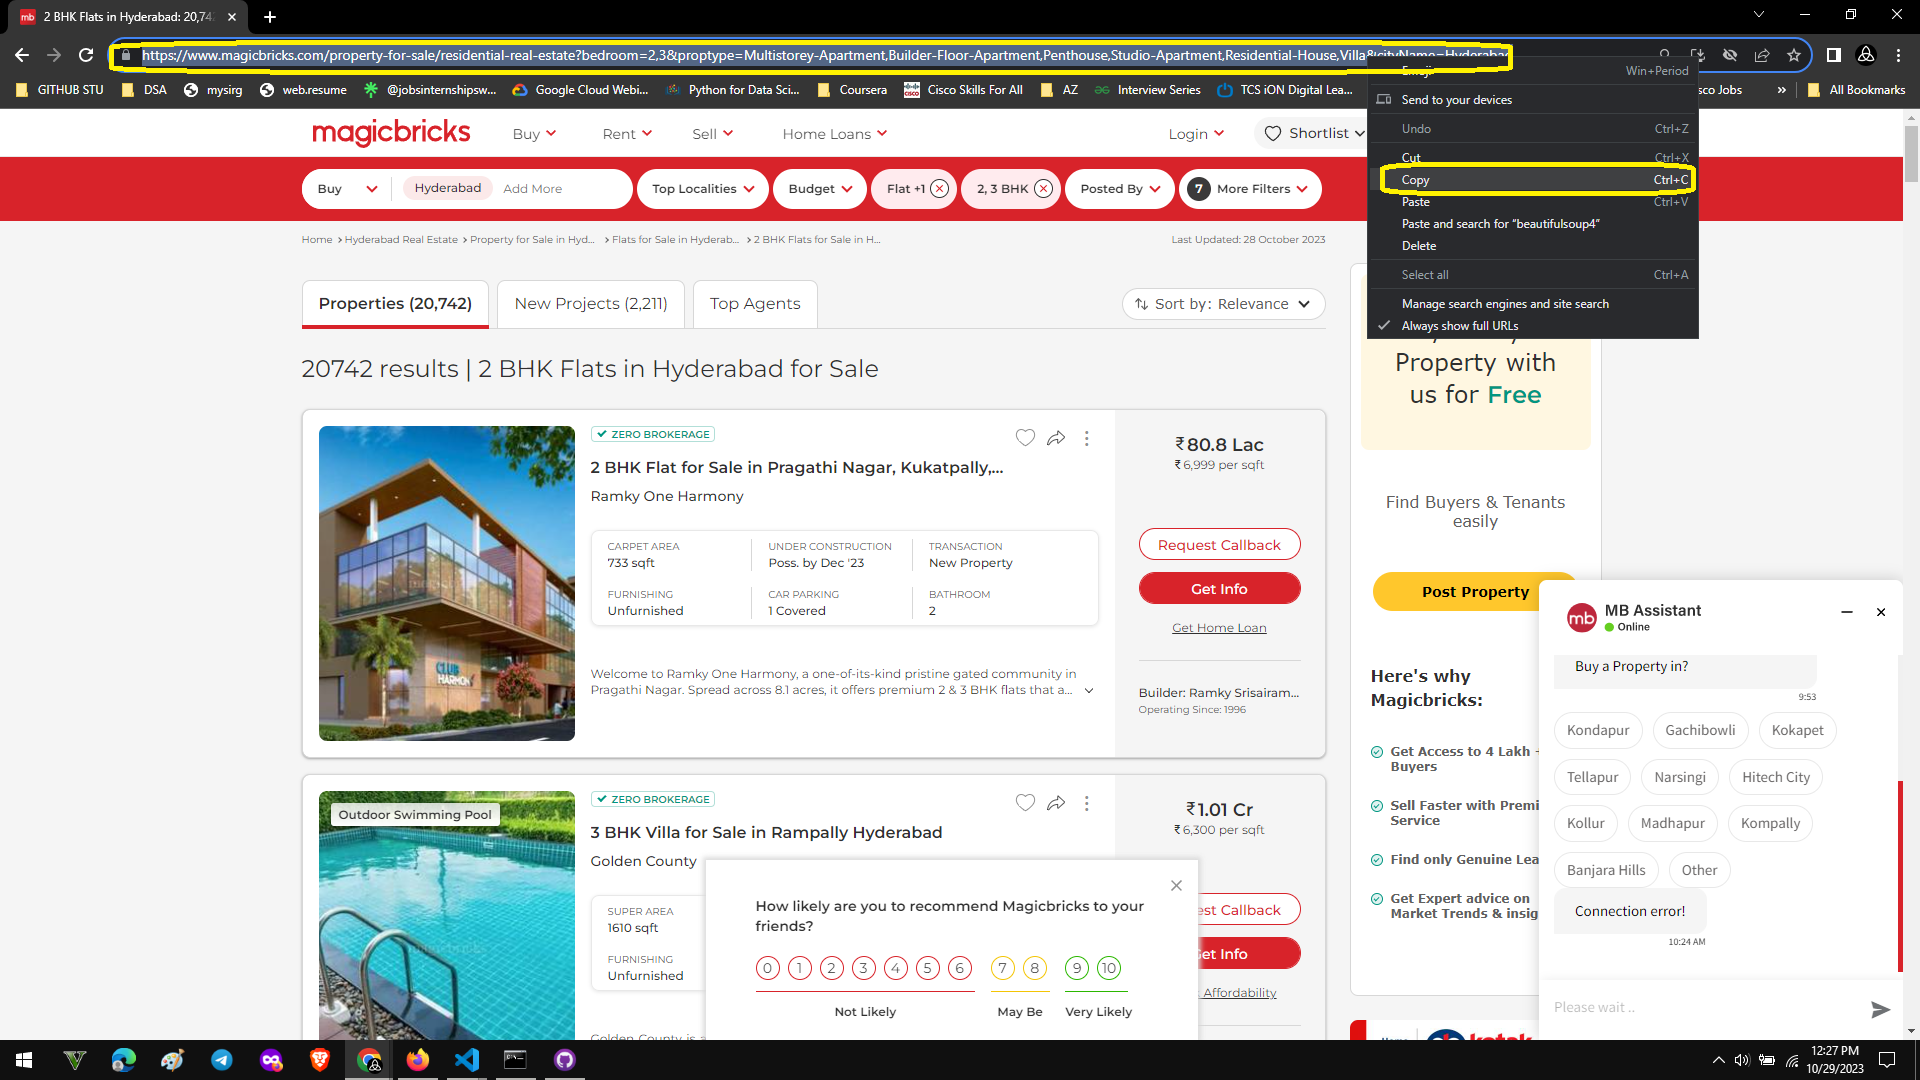 2 BHK Flats in Hyderabad: 20,74
https://www.magicbricks.com/property-for-sale/residential-real-estate?bedroom=2,3&proptype=Multistorey-Apartment,Builder-Floor-Apartment,Penthouse,Studio-Apartment,Residential-House,Villa&cityName=Hyderabad
GITHUB STU
DSA
mysirg
web.resume
@jobsinternshipsw...
Google Cloud Webi...
Python for Data Sci...
Coursera
Cisco Skills For All
AZ
Interview Series
TCS iON Digital Lea...
sco Jobs
»
All Bookmarks
Emoji Win+Period
Send to your devices
Undo Ctrl+Z
Cut Ctrl+X
Copy Ctrl+C
Paste Ctrl+V
Paste and search for “beautifulsoup4”
Delete
Select all Ctrl+A
Manage search engines and site search
Always show full URLs
magicbricks
Buy Rent Sell Home Loans
Login Shortlist
Buy Hyderabad Add More
Top Localities
Budget
Flat +1
2, 3 BHK
Posted By
7 More Filters
Home › Hyderabad Real Estate › Property for Sale in Hyd... › Flats for Sale in Hyderab... › 2 BHK Flats for Sale in H...
Last Updated: 28 October 2023
Properties (20,742)
New Projects (2,211)
Top Agents
Sort by: Relevance
20742 results | 2 BHK Flats in Hyderabad for Sale
ZERO BROKERAGE
2 BHK Flat for Sale in Pragathi Nagar, Kukatpally,...
Ramky One Harmony
CARPET AREA
733 sqft
UNDER CONSTRUCTION
Poss. by Dec '23
TRANSACTION
New Property
FURNISHING
Unfurnished
CAR PARKING
1 Covered
BATHROOM
2
Welcome to Ramky One Harmony, a one-of-its-kind pristine gated community in
Pragathi Nagar. Spread across 8.1 acres, it offers premium 2 & 3 BHK flats that a...
CLUB
HARMON
₹80.8 Lac
₹6,999 per sqft
Request Callback
Get Info
Get Home Loan
Builder: Ramky Srisairam...
Operating Since: 1996
Outdoor Swimming Pool
magicbricks
ZERO BROKERAGE
3 BHK Villa for Sale in Rampally Hyderabad
Golden County
SUPER AREA
1610 sqft
FURNISHING
Unfurnished
Golden County is a
₹1.01 Cr
₹6,300 per sqft
est Callback
Get Info
Affordability
How likely are you to recommend Magicbricks to your
friends?
0 1 2 3 4 5 6 7 8 9 10
Not Likely May Be Very Likely
Property with
us for Free
Find Buyers & Tenants
easily
Post Property
Here's why
Magicbricks:
Get Access to 4 Lakh +
Buyers
Sell Faster with Premi
Service
Find only Genuine Lea
Get Expert advice on
Market Trends & insig
Home
kotak
mb
MB Assistant
Online
Buy a Property in?
9:53
Kondapur Gachibowli Kokapet
Tellapur Narsingi Hitech City
Kollur Madhapur Kompally
Banjara Hills Other
Connection error!
10:24 AM
Please wait ..
12:27 PM
10/29/2023